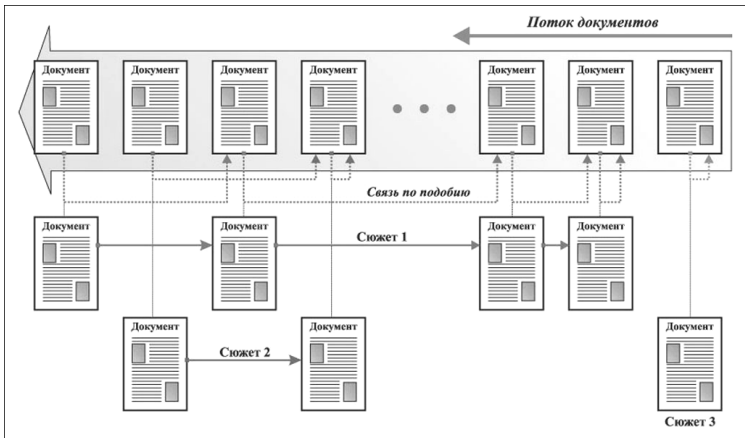 Поток документов
Документ Документ Документ Документ Документ Документ Документ
Связь по подобию
Документ Документ Документ Документ
Сюжет 1
Документ Документ Документ
Сюжет 2
Сюжет 3